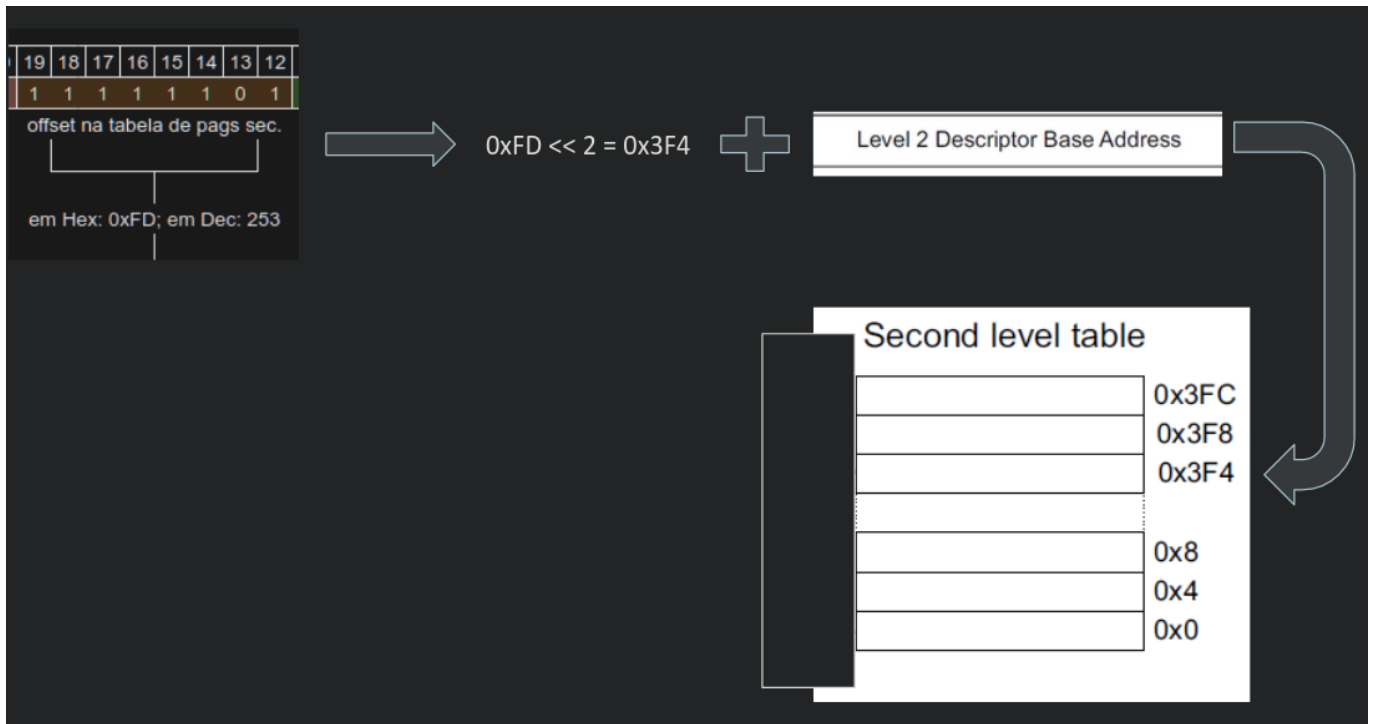 19 18 17 16 15 14 13 12
1 1 1 1 1 1 0 1
offset na tabela de pags sec.
em Hex: 0xFD; em Dec: 253
0xFD << 2 = 0x3F4
Level 2 Descriptor Base Address
Second level table
0x3FC
0x3F8
0x3F4
0x8
0x4
0x0